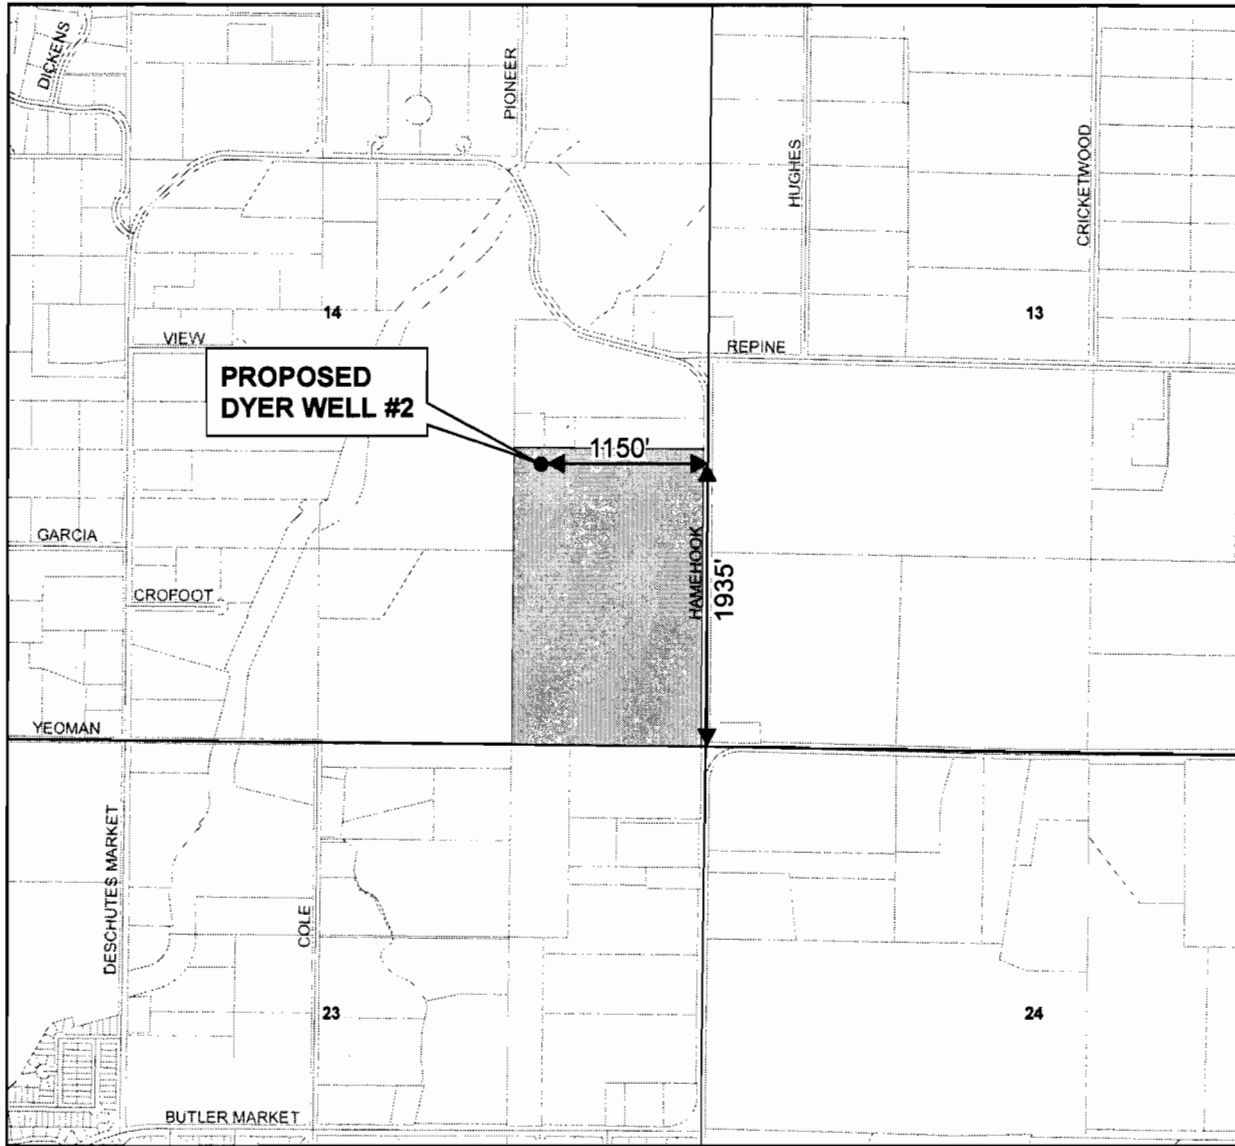 DICKENS
PIONEER
HUGHES
CRICKETWOOD
14
13
VIEW
REPINE
PROPOSED
DYER WELL #2
1150'
GARCIA
HAMEHOOK
1935'
CROFOOT
YEOMAN
DESCHUTES MARKET
COLE
23
24
BUTLER MARKET